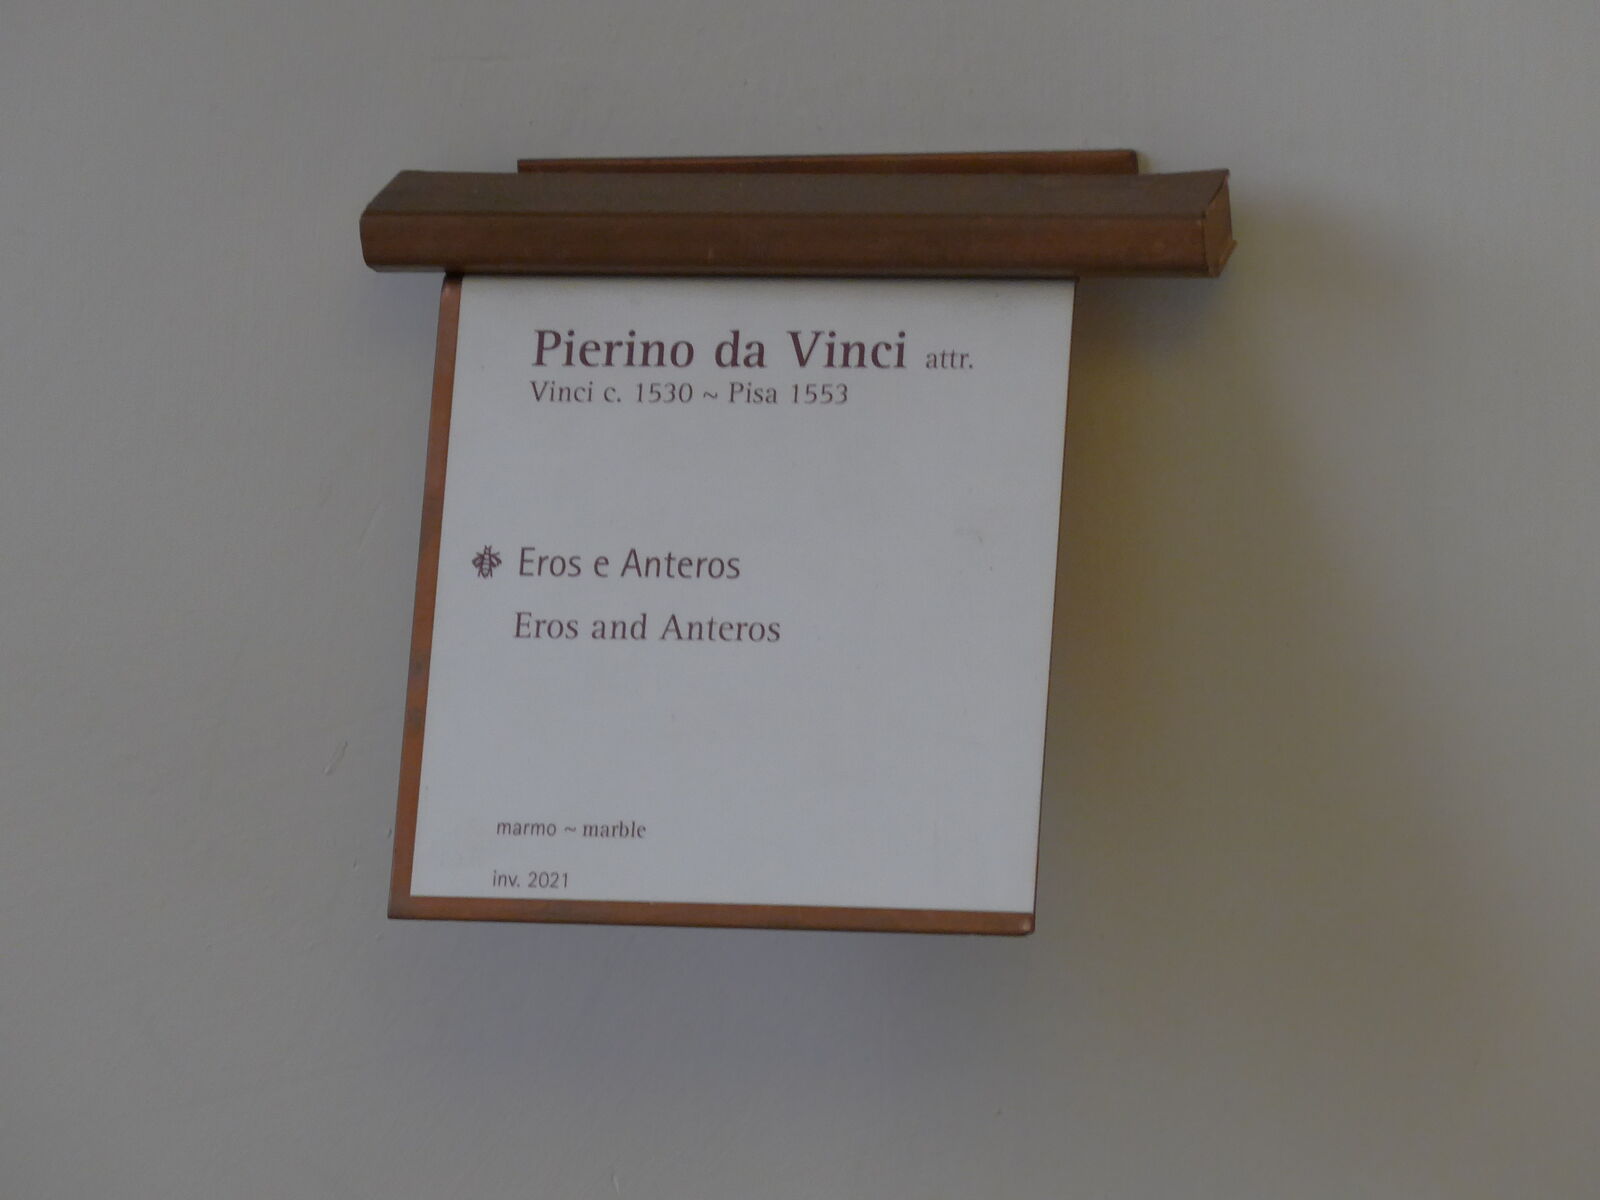 Pierino da Vinci attr.
Vinci c. 1530 ~ Pisa 1553
Eros e Anteros
Eros and Anteros
marmo ~ marble
inv. 2021